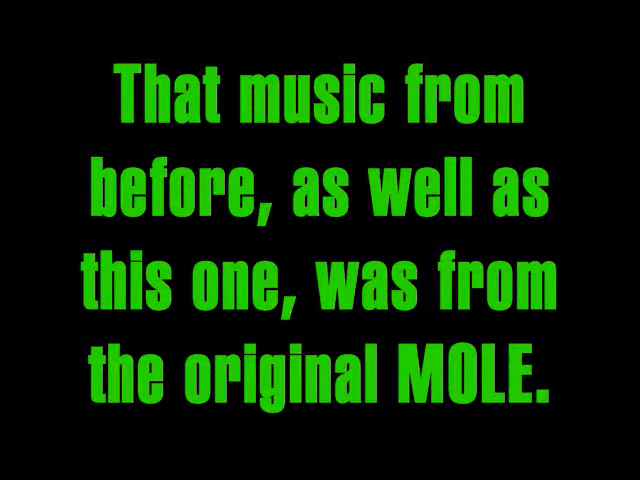 That music from
before, as well as
this one, was from
the original MOLE.